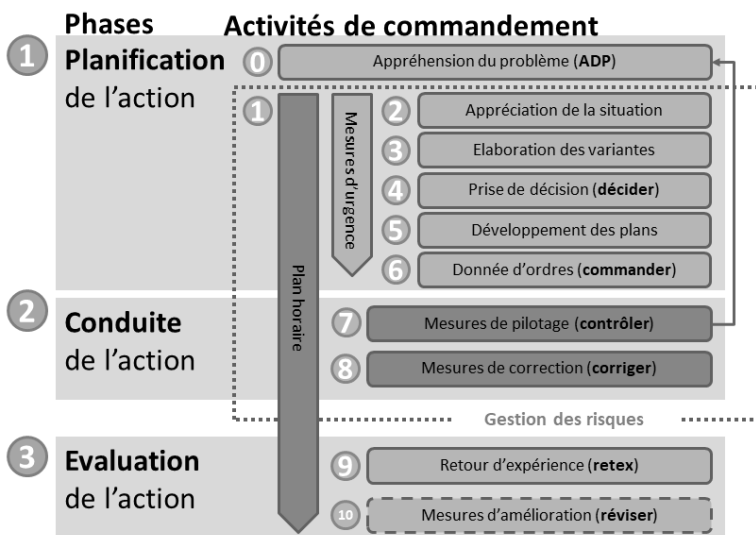 Phases Activités de commandement
1 Planification
de l'action
0 Appréhension du problème (ADP)
1 Plan horaire
Mesures d'urgence
2 Appréciation de la situation
3 Elaboration des variantes
4 Prise de décision (décider)
5 Développement des plans
6 Donnée d'ordres (commander)
2 Conduite
de l'action
7 Mesures de pilotage (contrôler)
8 Mesures de correction (corriger)
Gestion des risques
3 Evaluation
de l'action
9 Retour d'expérience (retex)
10 Mesures d'amélioration (réviser)